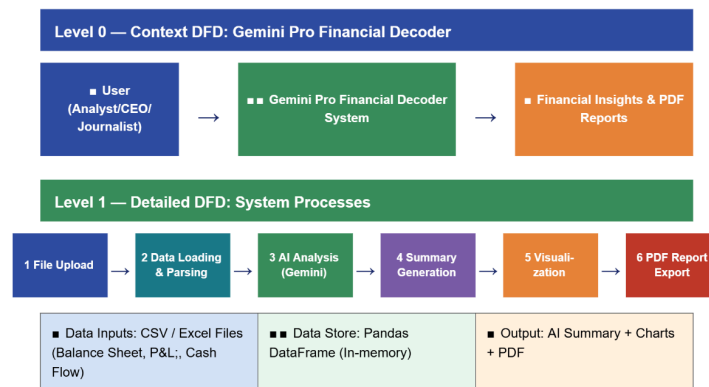 Level 0 — Context DFD: Gemini Pro Financial Decoder
■ User
(Analyst/CEO/
Journalist)
→
■■ Gemini Pro Financial Decoder
System
→
■ Financial Insights & PDF
Reports
Level 1 — Detailed DFD: System Processes
1 File Upload
→
2 Data Loading
& Parsing
→
3 AI Analysis
(Gemini)
→
4 Summary
Generation
→
5 Visuali-
zation
→
6 PDF Report
Export
■ Data Inputs: CSV / Excel Files
(Balance Sheet, P&L;, Cash
Flow)
■■ Data Store: Pandas
DataFrame (In-memory)
■ Output: AI Summary + Charts
+ PDF